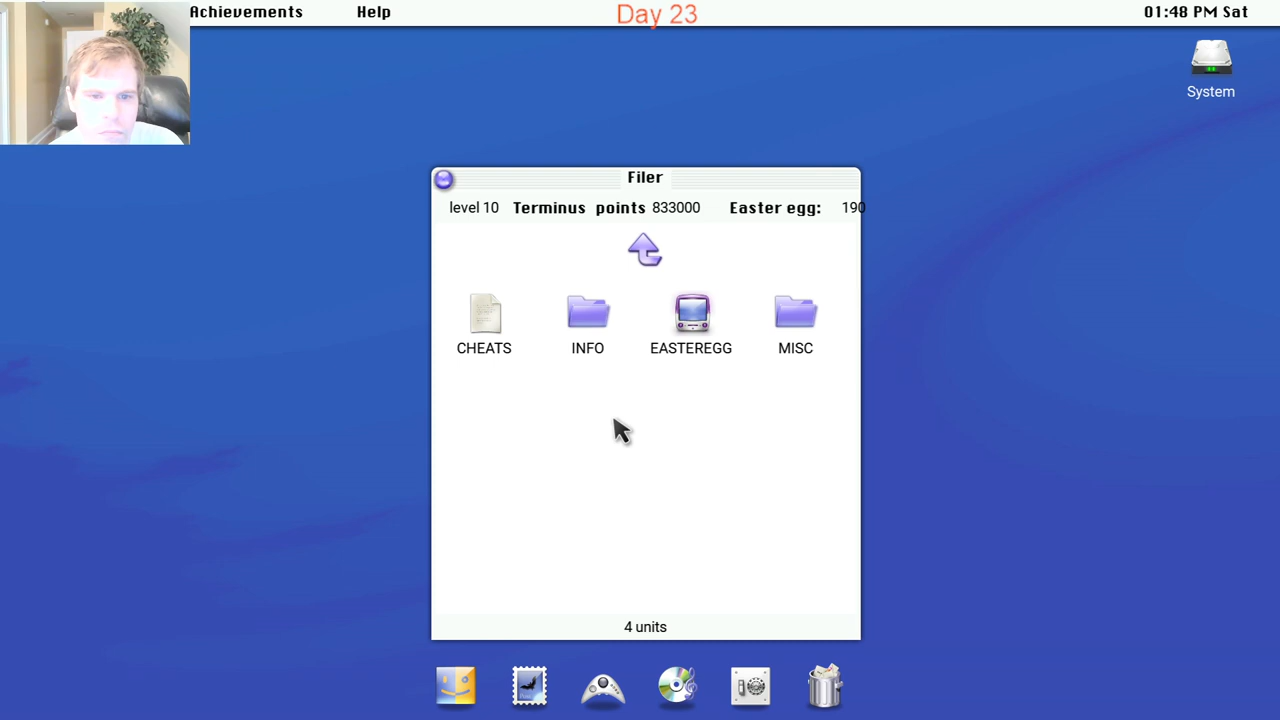 Achievements Help Day 23 01:48 PM Sat
System
Filer
level 10 Terminus points 833000 Easter egg: 190
CHEATS INFO EASTEREGG MISC
4 units